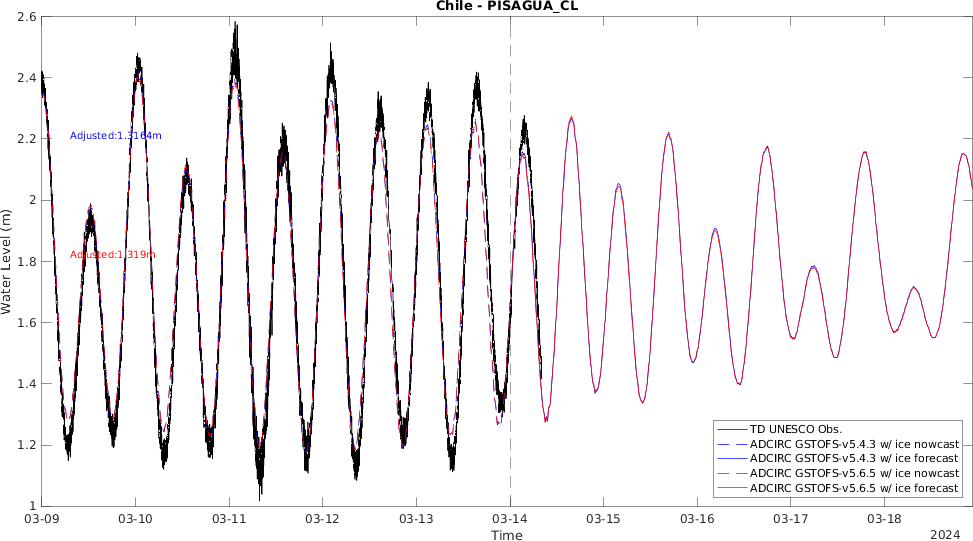 Chile - PISAGUA_CL
2.6
2.4
2.2
2
1.8
1.6
1.4
1.2
1
Water Level (m)
Adjusted:1.3164m
Adjusted:1.319m
TD UNESCO Obs.
ADCIRC GSTOFS-v5.4.3 w/ ice nowcast
ADCIRC GSTOFS-v5.4.3 w/ ice forecast
ADCIRC GSTOFS-v5.6.5 w/ ice nowcast
ADCIRC GSTOFS-v5.6.5 w/ ice forecast
03-09 03-10 03-11 03-12 03-13 03-14 03-15 03-16 03-17 03-18
Time
2024